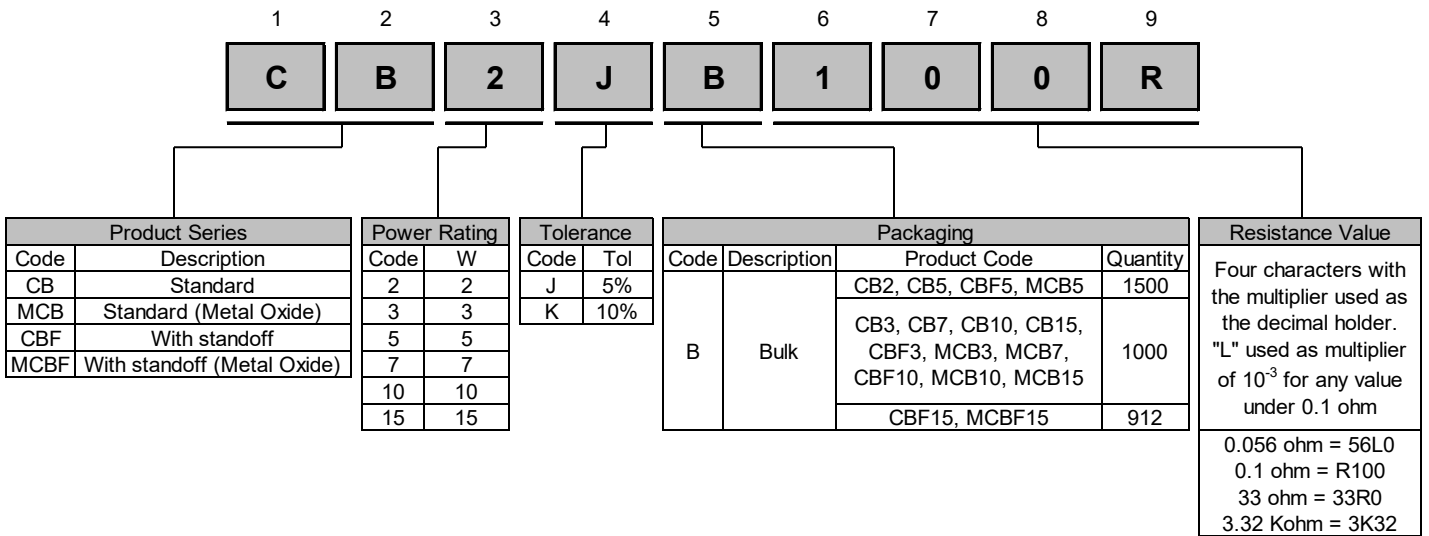 1 2 3 4 5 6 7 8 9
C B 2 J B 1 0 0 R
Product Series
Code Description
CB Standard
MCB Standard (Metal Oxide)
CBF With standoff
MCBF With standoff (Metal Oxide)
Power Rating
Code W
2 2
3 3
5 5
7 7
10 10
15 15
Tolerance
Code Tol
J 5%
K 10%
Packaging
Code Description Product Code Quantity
B Bulk
CB2, CB5, CBF5, MCB5 1500
CB3, CB7, CB10, CB15,
CBF3, MCB3, MCB7,
CBF10, MCB10, MCB15
1000
CBF15, MCBF15 912
Resistance Value
Four characters with
the multiplier used as
the decimal holder.
"L" used as multiplier
of 10⁻³ for any value
under 0.1 ohm
0.056 ohm = 56L0
0.1 ohm = R100
33 ohm = 33R0
3.32 Kohm = 3K32